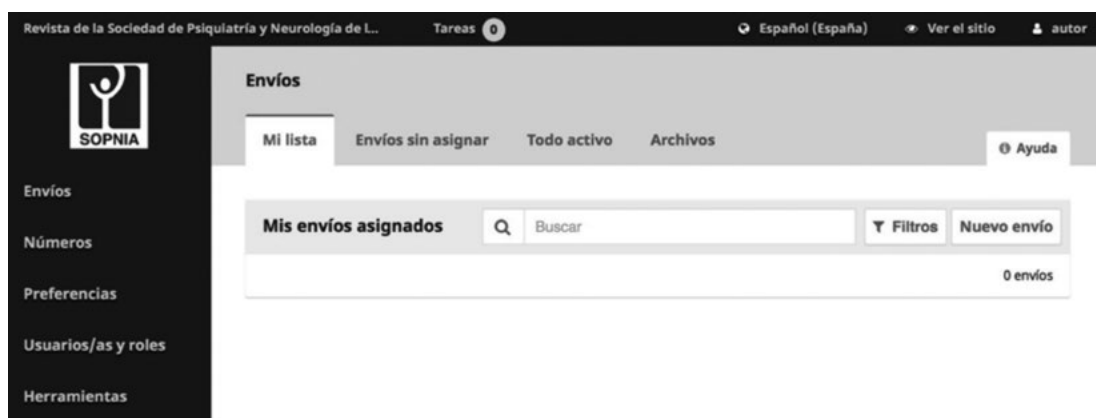 Revista de la Sociedad de Psiquiatría y Neurología de l... Tareas 0 Español (España) Ver el sitio autor
SOPNIA
Envíos
Números
Preferencias
Usuarios/as y roles
Herramientas
Envíos
Mi lista Envíos sin asignar Todo activo Archivos Ayuda
Mis envíos asignados Buscar Filtros Nuevo envío
0 envíos